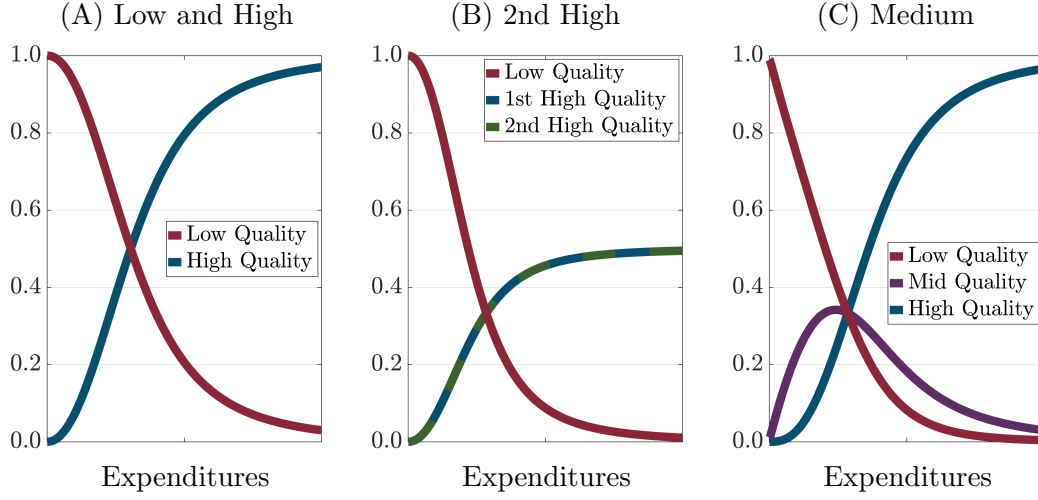 (A) Low and High
1.0
0.8
0.6
0.4
0.2
0.0
Low Quality
High Quality
Expenditures
(B) 2nd High
1.0
0.8
0.6
0.4
0.2
0.0
Low Quality
1st High Quality
2nd High Quality
Expenditures
(C) Medium
1.0
0.8
0.6
0.4
0.2
0.0
Low Quality
Mid Quality
High Quality
Expenditures